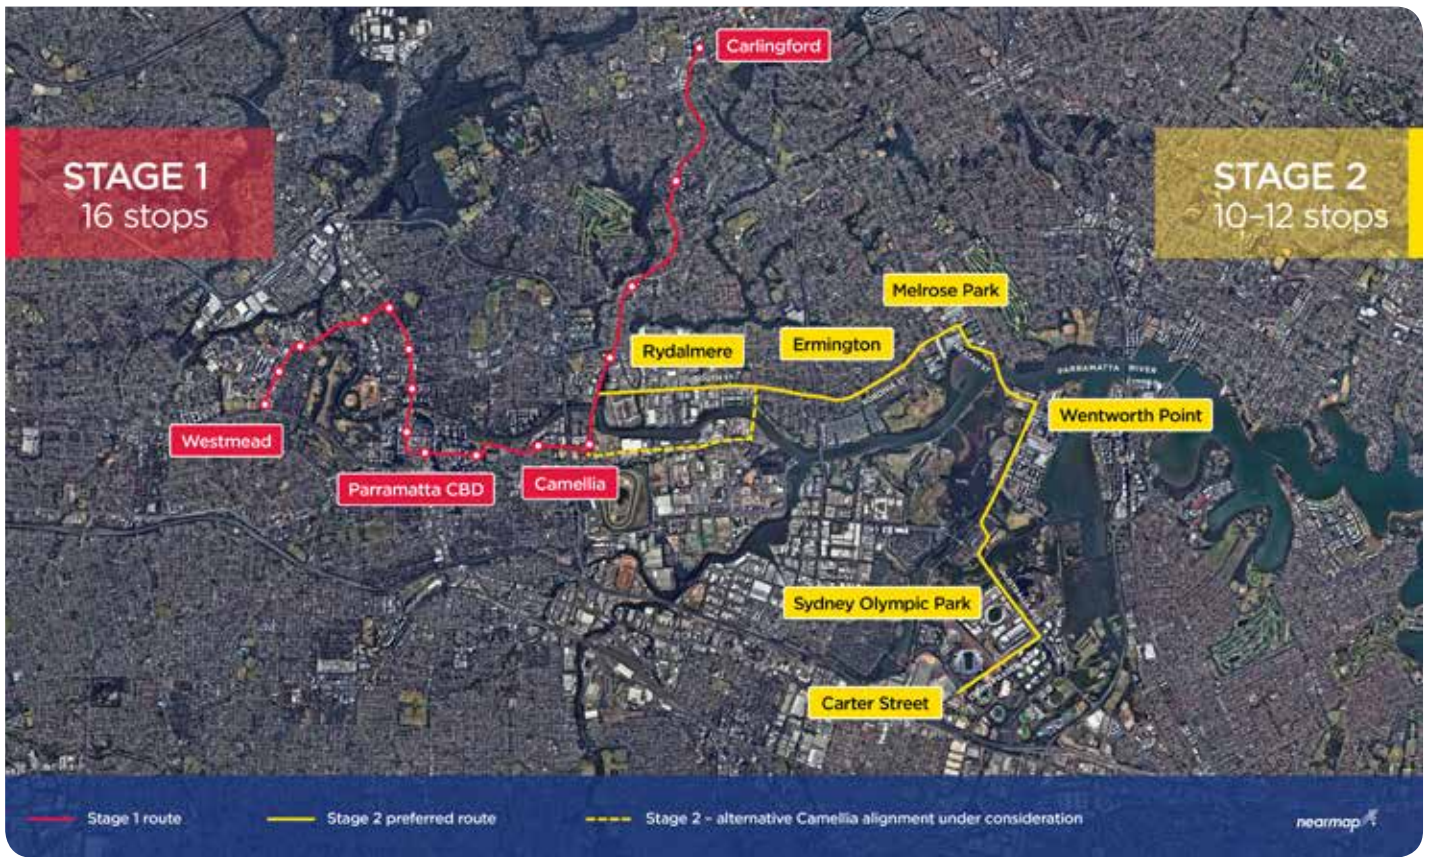 Carlingford
STAGE 1
16 stops
STAGE 2
10–12 stops
Melrose Park
Ermington
Rydalmere
PARRAMATTA RIVER
Wentworth Point
Westmead
Parramatta CBD
Camellia
Sydney Olympic Park
Carter Street
Stage 1 route
Stage 2 preferred route
Stage 2 – alternative Camellia alignment under consideration
nearmap